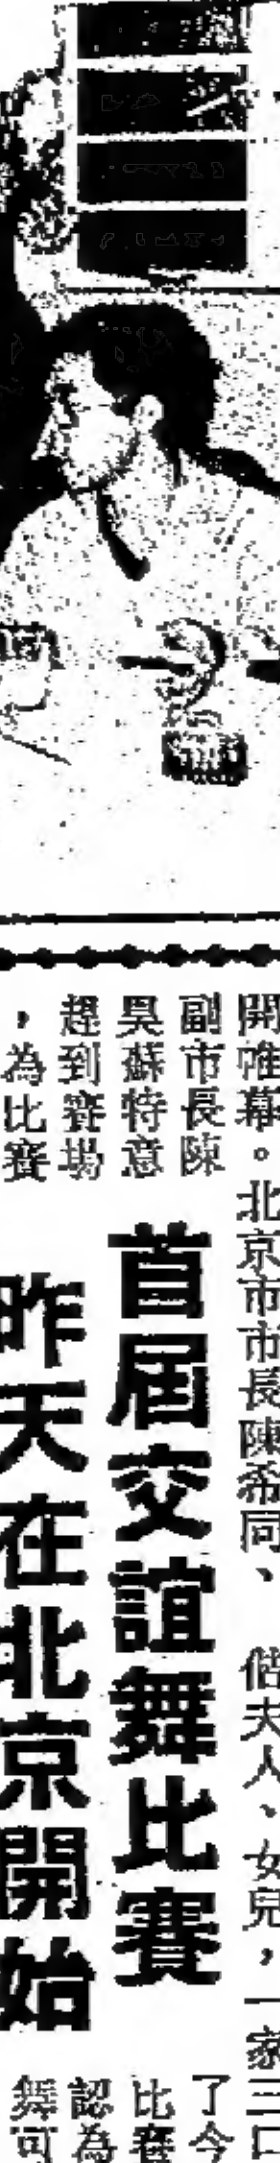 首屆交誼舞比賽
昨天在北京開始
開帷幕。北京市市長陳希同、
副市長陳
昊蘇特意
趕到賽場
，為比賽
偕夫人、女兒，一家三口
了今
比賽
認為
舞可